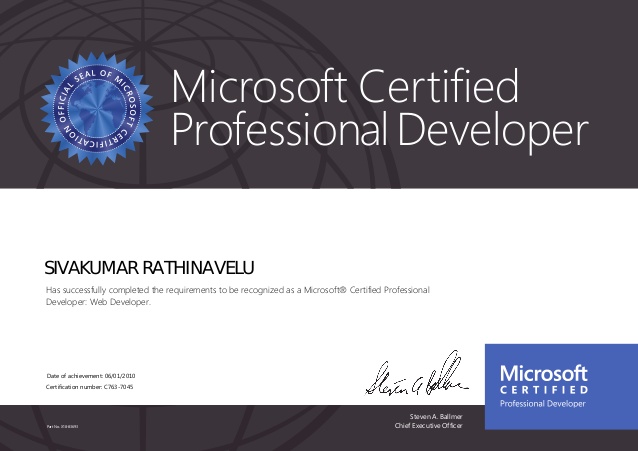 OFFICIAL SEAL OF MICROSOFT CERTIFICATION
Microsoft Certified
Professional Developer
SIVAKUMAR RATHINAVELU
Has successfully completed the requirements to be recognized as a Microsoft® Certified Professional
Developer: Web Developer.
Date of achievement: 06/01/2010
Certification number: C763-7045
Steven A. Ballmer
Steven A. Ballmer
Chief Executive Officer
Part No.
Microsoft
CERTIFIED
Professional Developer